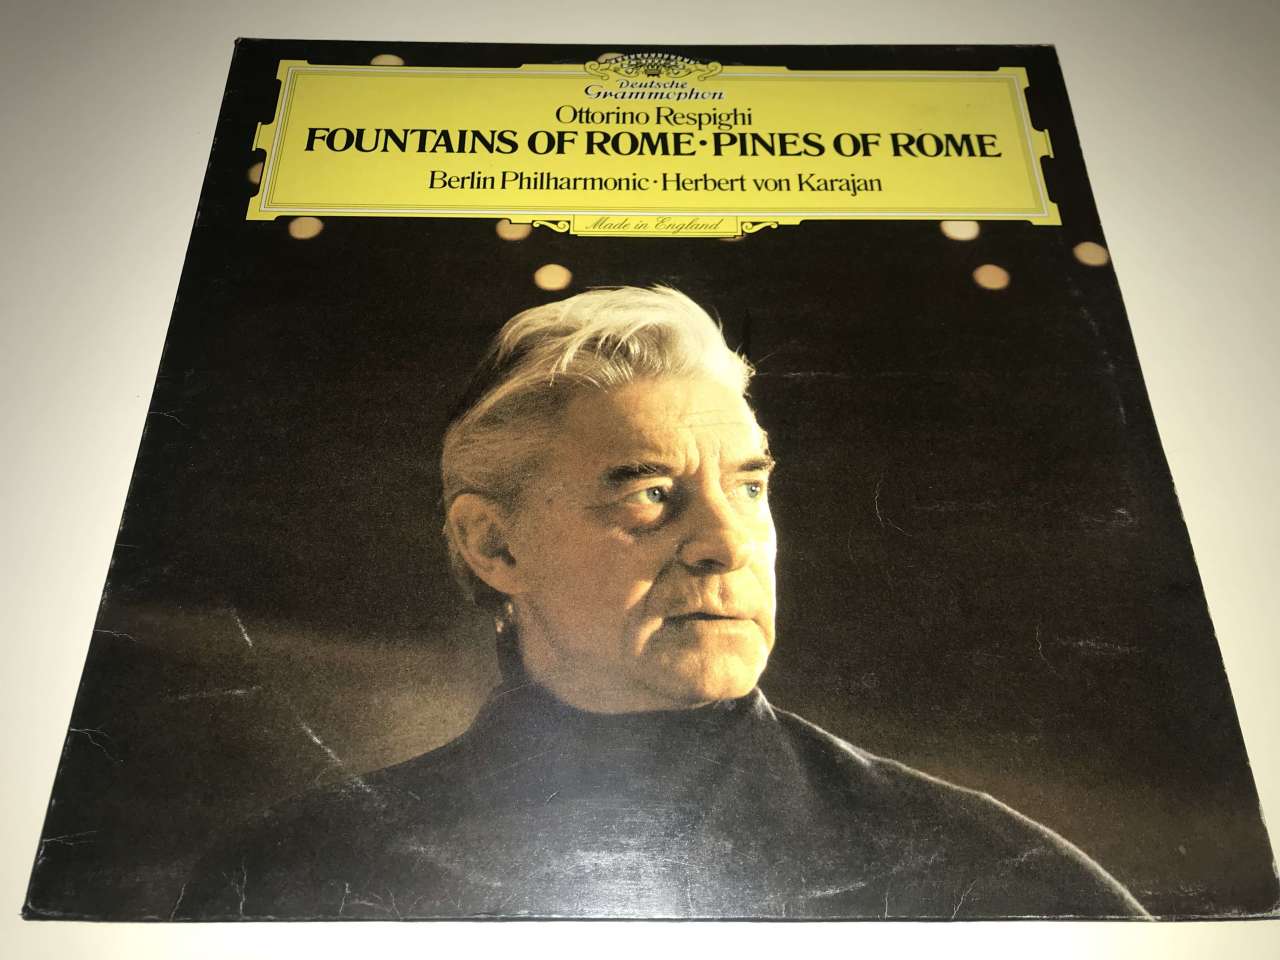 Deutsche
Grammophon
Ottorino Respighi
FOUNTAINS OF ROME·PINES OF ROME
Berlin Philharmonic·Herbert von Karajan
Made in England